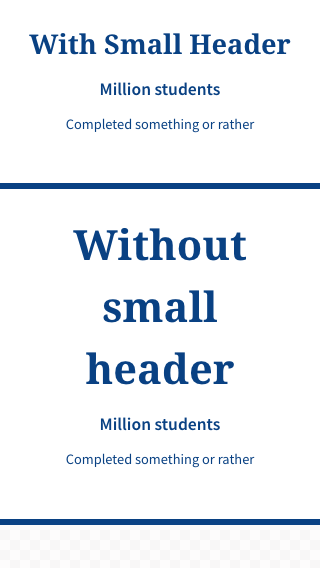 With Small Header
Million students
Completed something or rather
Without
small
header
Million students
Completed something or rather